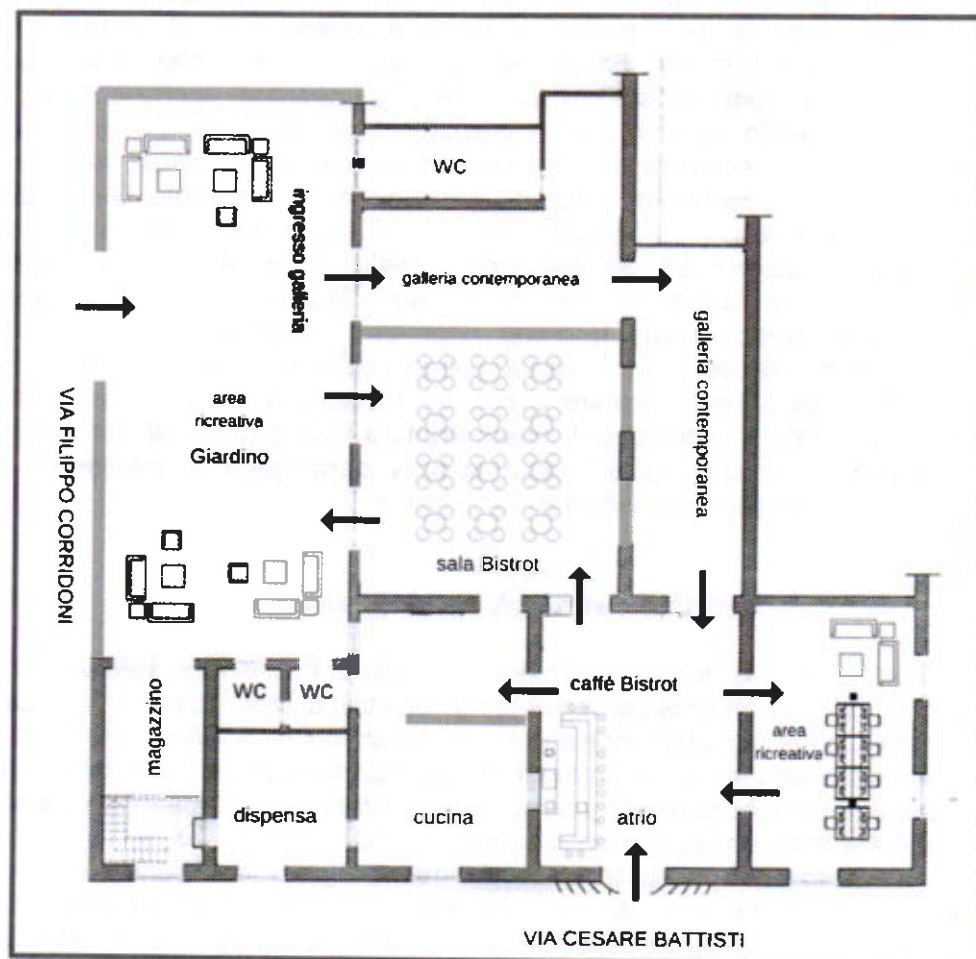 WC
ingresso galleria
galleria contemporanea
galleria contemporanea
VIA FILIPPO CORRIDONI
area
ricreativa
Giardino
sala Bistrot
WC
WC
caffé Bistrot
magazzino
area
ricreativa
dispensa
cucina
atrio
VIA CESARE BATTISTI